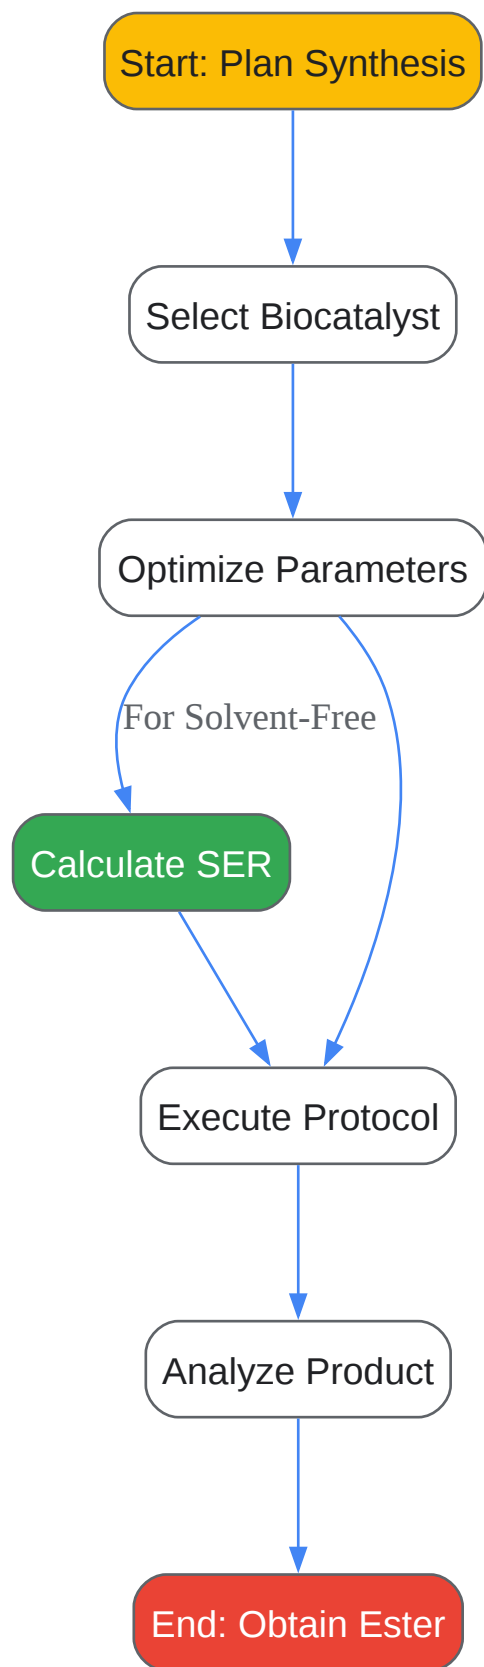 Start: Plan Synthesis
Select Biocatalyst
Optimize Parameters
For Solvent-Free
Calculate SER
Execute Protocol
Analyze Product
End: Obtain Ester